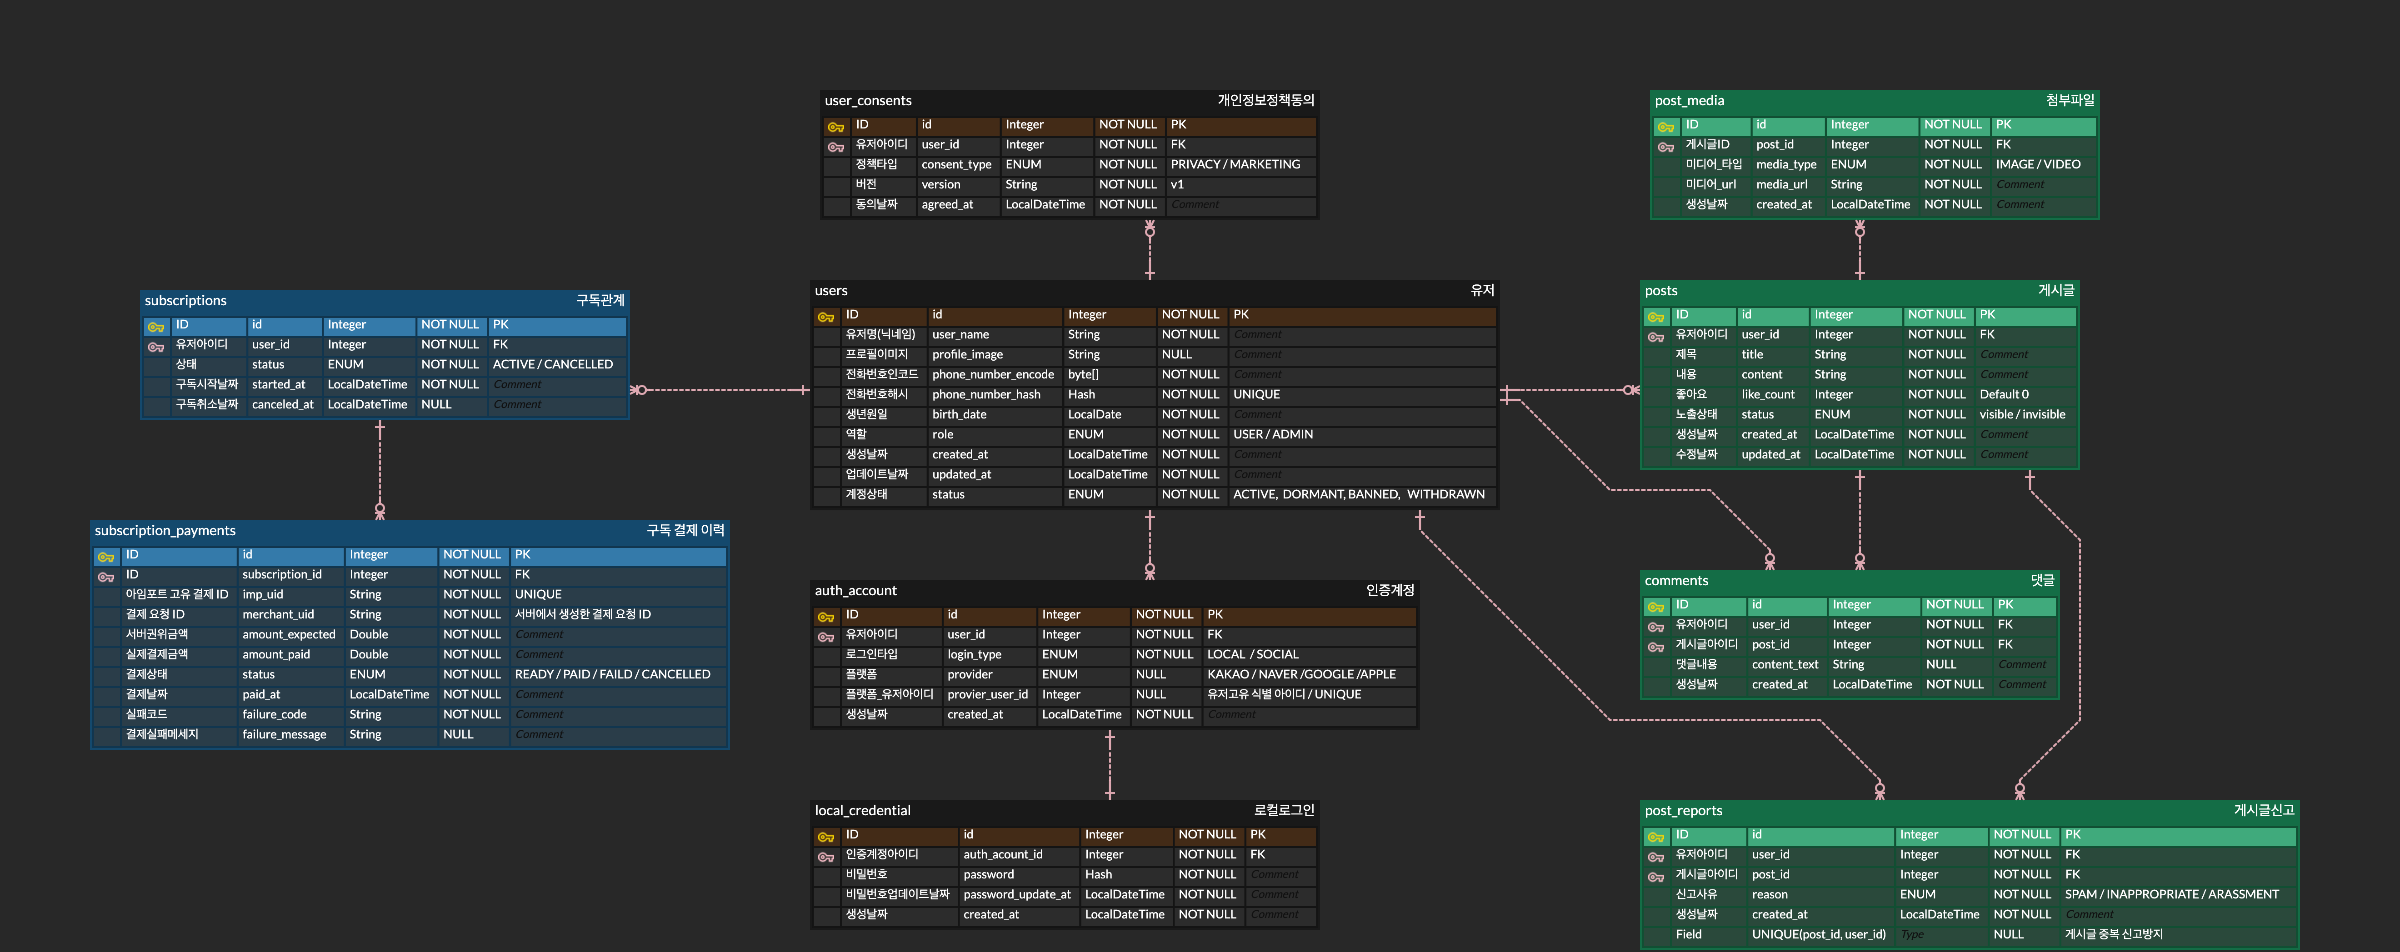 user_consents 개인정보정책동의
ID id Integer NOT NULL PK
유저아이디 user_id Integer NOT NULL FK
정책타입 consent_type ENUM NOT NULL PRIVACY / MARKETING
버전 version String NOT NULL v1
동의날짜 agreed_at LocalDateTime NOT NULL Comment
post_media 첨부파일
ID id Integer NOT NULL PK
게시글ID post_id Integer NOT NULL FK
미디어_타입 media_type ENUM NOT NULL IMAGE / VIDEO
미디어_url media_url String NOT NULL Comment
생성날짜 created_at LocalDateTime NOT NULL Comment
subscriptions 구독관계
ID id Integer NOT NULL PK
유저아이디 user_id Integer NOT NULL FK
상태 status ENUM NOT NULL ACTIVE / CANCELLED
구독시작날짜 started_at LocalDateTime NOT NULL Comment
구독취소날짜 canceled_at LocalDateTime NULL Comment
users 유저
ID id Integer NOT NULL PK
유저명(닉네임) user_name String NOT NULL Comment
프로필이미지 profile_image String NULL Comment
전화번호인코드 phone_number_encode byte[] NOT NULL Comment
전화번호해시 phone_number_hash Hash NOT NULL UNIQUE
생년원일 birth_date LocalDate NOT NULL Comment
역할 role ENUM NOT NULL USER / ADMIN
생성날짜 created_at LocalDateTime NOT NULL Comment
업데이트날짜 updated_at LocalDateTime NOT NULL Comment
계정상태 status ENUM NOT NULL ACTIVE, DORMANT, BANNED, WITHDRAWN
posts 게시글
ID id Integer NOT NULL PK
유저아이디 user_id Integer NOT NULL FK
제목 title String NOT NULL Comment
내용 content String NOT NULL Comment
좋아요 like_count Integer NOT NULL Default 0
노출상태 status ENUM NOT NULL visible / invisible
생성날짜 created_at LocalDateTime NOT NULL Comment
수정날짜 updated_at LocalDateTime NOT NULL Comment
subscription_payments 구독 결제 이력
ID id Integer NOT NULL PK
ID subscription_id Integer NOT NULL FK
아임포트 고유 결제 ID imp_uid String NOT NULL UNIQUE
결제 요청 ID merchant_uid String NOT NULL 서버에서 생성한 결제 요청 ID
서버권위금액 amount_expected Double NOT NULL Comment
실제결제금액 amount_paid Double NOT NULL Comment
결제상태 status ENUM NOT NULL READY / PAID / FAILD / CANCELLED
결제날짜 paid_at LocalDateTime NOT NULL Comment
실패코드 failure_code String NOT NULL Comment
결제실패메세지 failure_message String NULL Comment
auth_account 인증계정
ID id Integer NOT NULL PK
유저아이디 user_id Integer NOT NULL FK
로그인타입 login_type ENUM NOT NULL LOCAL / SOCIAL
플랫폼 provider ENUM NULL KAKAO / NAVER /GOOGLE /APPLE
플랫폼_유저아이디 provier_user_id Integer NULL 유저고유 식별 아이디 / UNIQUE
생성날짜 created_at LocalDateTime NOT NULL Comment
comments 댓글
ID id Integer NOT NULL PK
유저아이디 user_id Integer NOT NULL FK
게시글아이디 post_id Integer NOT NULL FK
댓글내용 content_text String NULL Comment
생성날짜 created_at LocalDateTime NOT NULL Comment
local_credential 로컬로그인
ID id Integer NOT NULL PK
인증계정아이디 auth_acount_id Integer NOT NULL FK
비밀번호 password Hash NOT NULL Comment
비밀번호업데이트날짜 password_update_at LocalDateTime NOT NULL Comment
생성날짜 created_at LocalDateTime NOT NULL Comment
post_reports 게시글신고
ID id Integer NOT NULL PK
유저아이디 user_id Integer NOT NULL FK
게시글아이디 post_id Integer NOT NULL FK
신고사유 reason ENUM NOT NULL SPAM / INAPPROPRIATE / ARASSMENT
생성날짜 created_at LocalDateTime NOT NULL Comment
Field UNIQUE(post_id, user_id) Type NULL 게시글 중복 신고방지